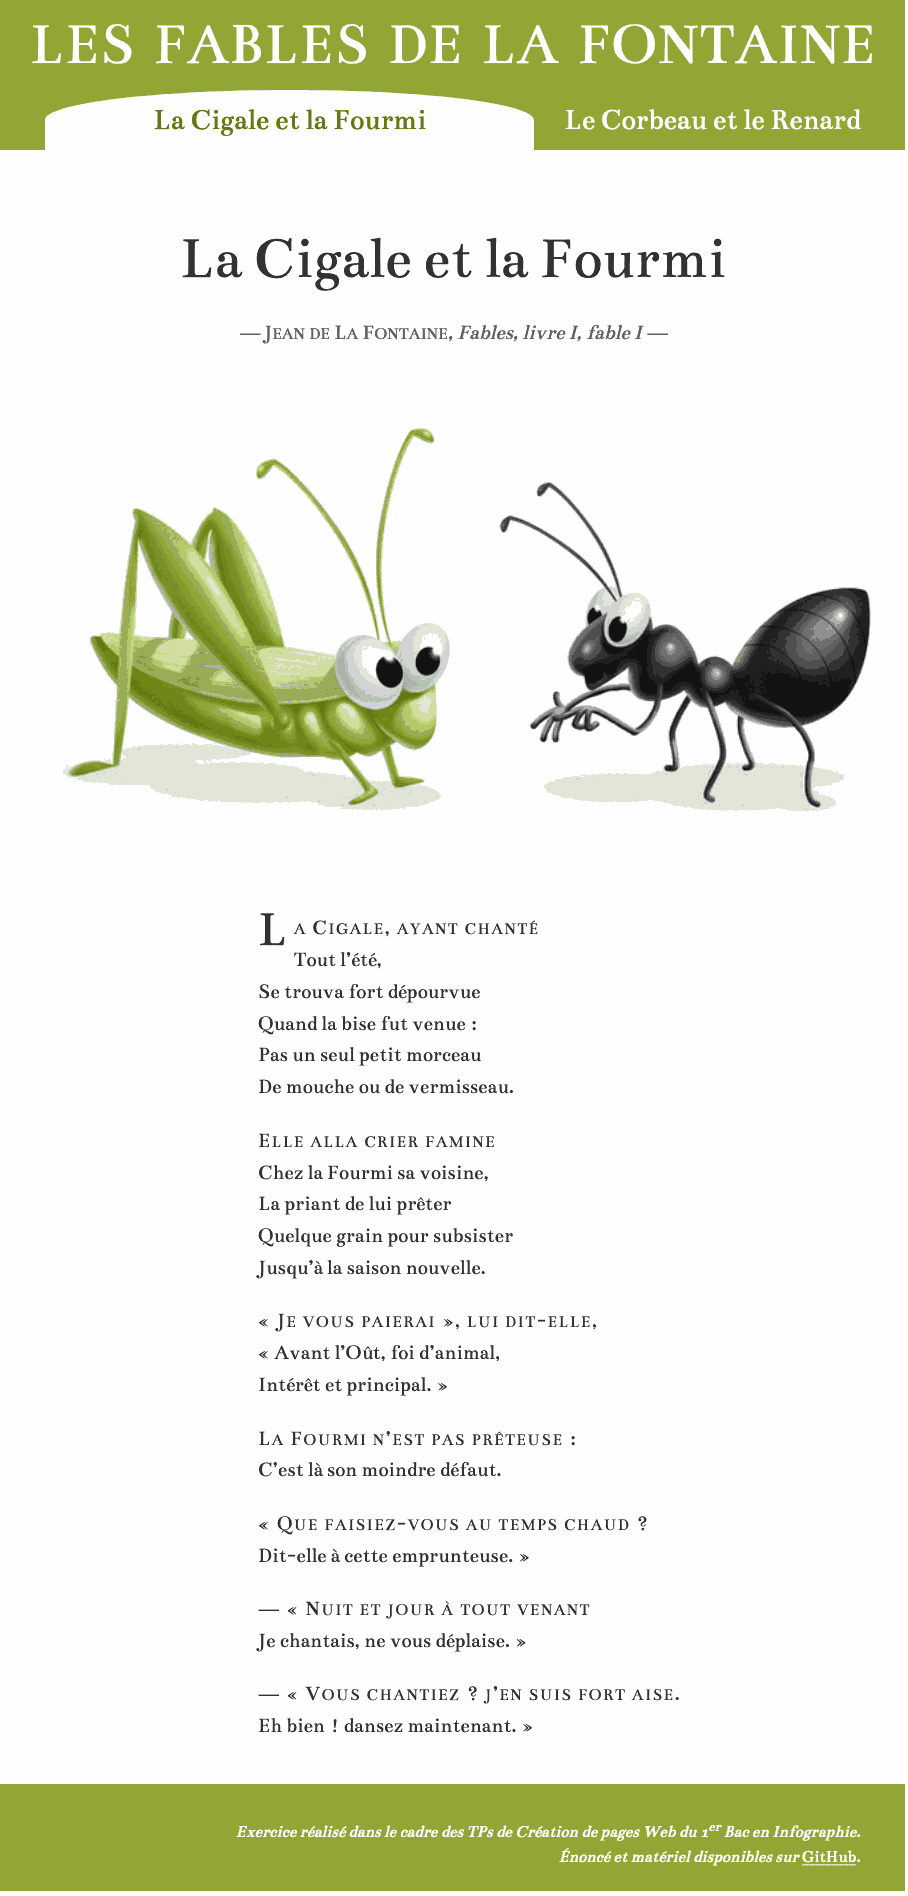 LES FABLES DE LA FONTAINE
La Cigale et la Fourmi
Le Corbeau et le Renard
La Cigale et la Fourmi
— Jean de La Fontaine, Fables, livre I, fable I —
La Cigale, ayant chanté
Tout l’été,
Se trouva fort dépourvue
Quand la bise fut venue :
Pas un seul petit morceau
De mouche ou de vermisseau.
Elle alla crier famine
Chez la Fourmi sa voisine,
La priant de lui prêter
Quelque grain pour subsister
Jusqu’à la saison nouvelle.
« Je vous paierai », lui dit-elle,
« Avant l’Oût, foi d’animal,
Intérêt et principal. »
La Fourmi n’est pas prêteuse :
C’est là son moindre défaut.
« Que faisiez-vous au temps chaud ?
Dit-elle à cette emprunteuse. »
— « Nuit et jour à tout venant
Je chantais, ne vous déplaise. »
— « Vous chantiez ? j’en suis fort aise.
Eh bien ! dansez maintenant. »
Exercice réalisé dans le cadre des TPs de Création de pages Web du 1er Bac en Infographie.
Énoncé et matériel disponibles sur GitHub.